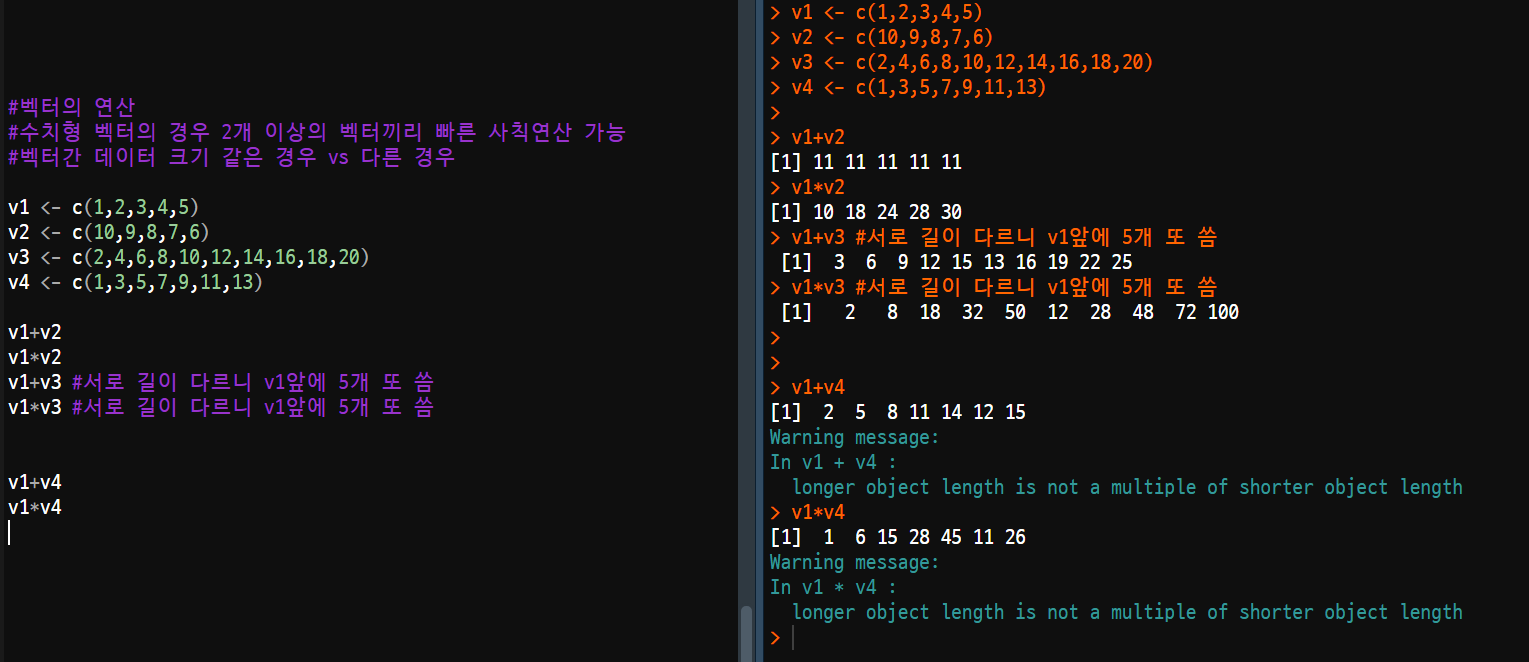 #벡터의 연산
#수치형 벡터의 경우 2개 이상의 벡터끼리 빠른 사칙연산 가능
#벡터간 데이터 크기 같은 경우 vs 다른 경우
v1 <- c(1,2,3,4,5)
v2 <- c(10,9,8,7,6)
v3 <- c(2,4,6,8,10,12,14,16,18,20)
v4 <- c(1,3,5,7,9,11,13)
v1+v2
v1*v2
v1+v3 #서로 길이 다르니 v1앞에 5개 또 씀
v1*v3 #서로 길이 다르니 v1앞에 5개 또 씀
v1+v4
v1*v4
> v1 <- c(1,2,3,4,5)
> v2 <- c(10,9,8,7,6)
> v3 <- c(2,4,6,8,10,12,14,16,18,20)
> v4 <- c(1,3,5,7,9,11,13)
>
> v1+v2
[1] 11 11 11 11 11
> v1*v2
[1] 10 18 24 28 30
> v1+v3 #서로 길이 다르니 v1앞에 5개 또 씀
 [1]  3  6  9 12 15 13 16 19 22 25
> v1*v3 #서로 길이 다르니 v1앞에 5개 또 씀
 [1]   2   8  18  32  50  12  28  48  72 100
>
>
> v1+v4
[1]  2  5  8 11 14 12 15
Warning message:
In v1 + v4 :
  longer object length is not a multiple of shorter object length
> v1*v4
[1]  1  6 15 28 45 11 26
Warning message:
In v1 * v4 :
  longer object length is not a multiple of shorter object length
>